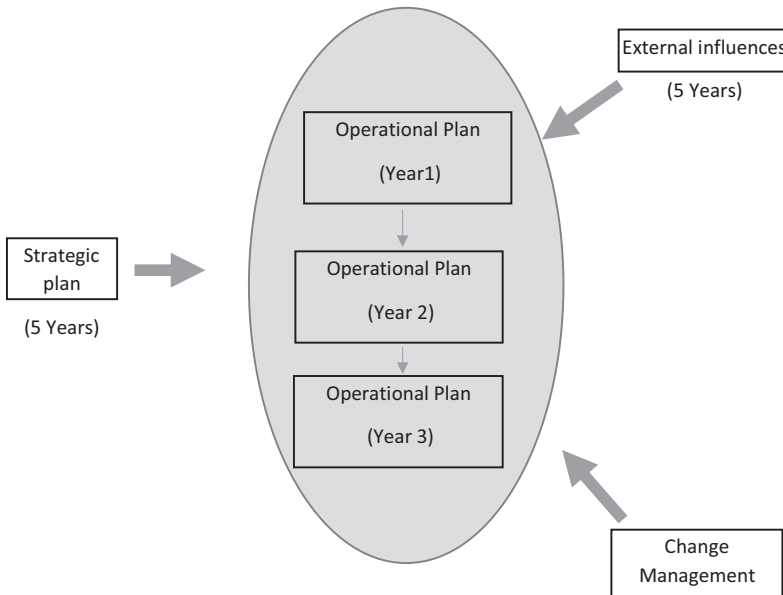 External influences
(5 Years)
Operational Plan
(Year1)
Strategic
plan
(5 Years)
Operational Plan
(Year 2)
Operational Plan
(Year 3)
Change
Management